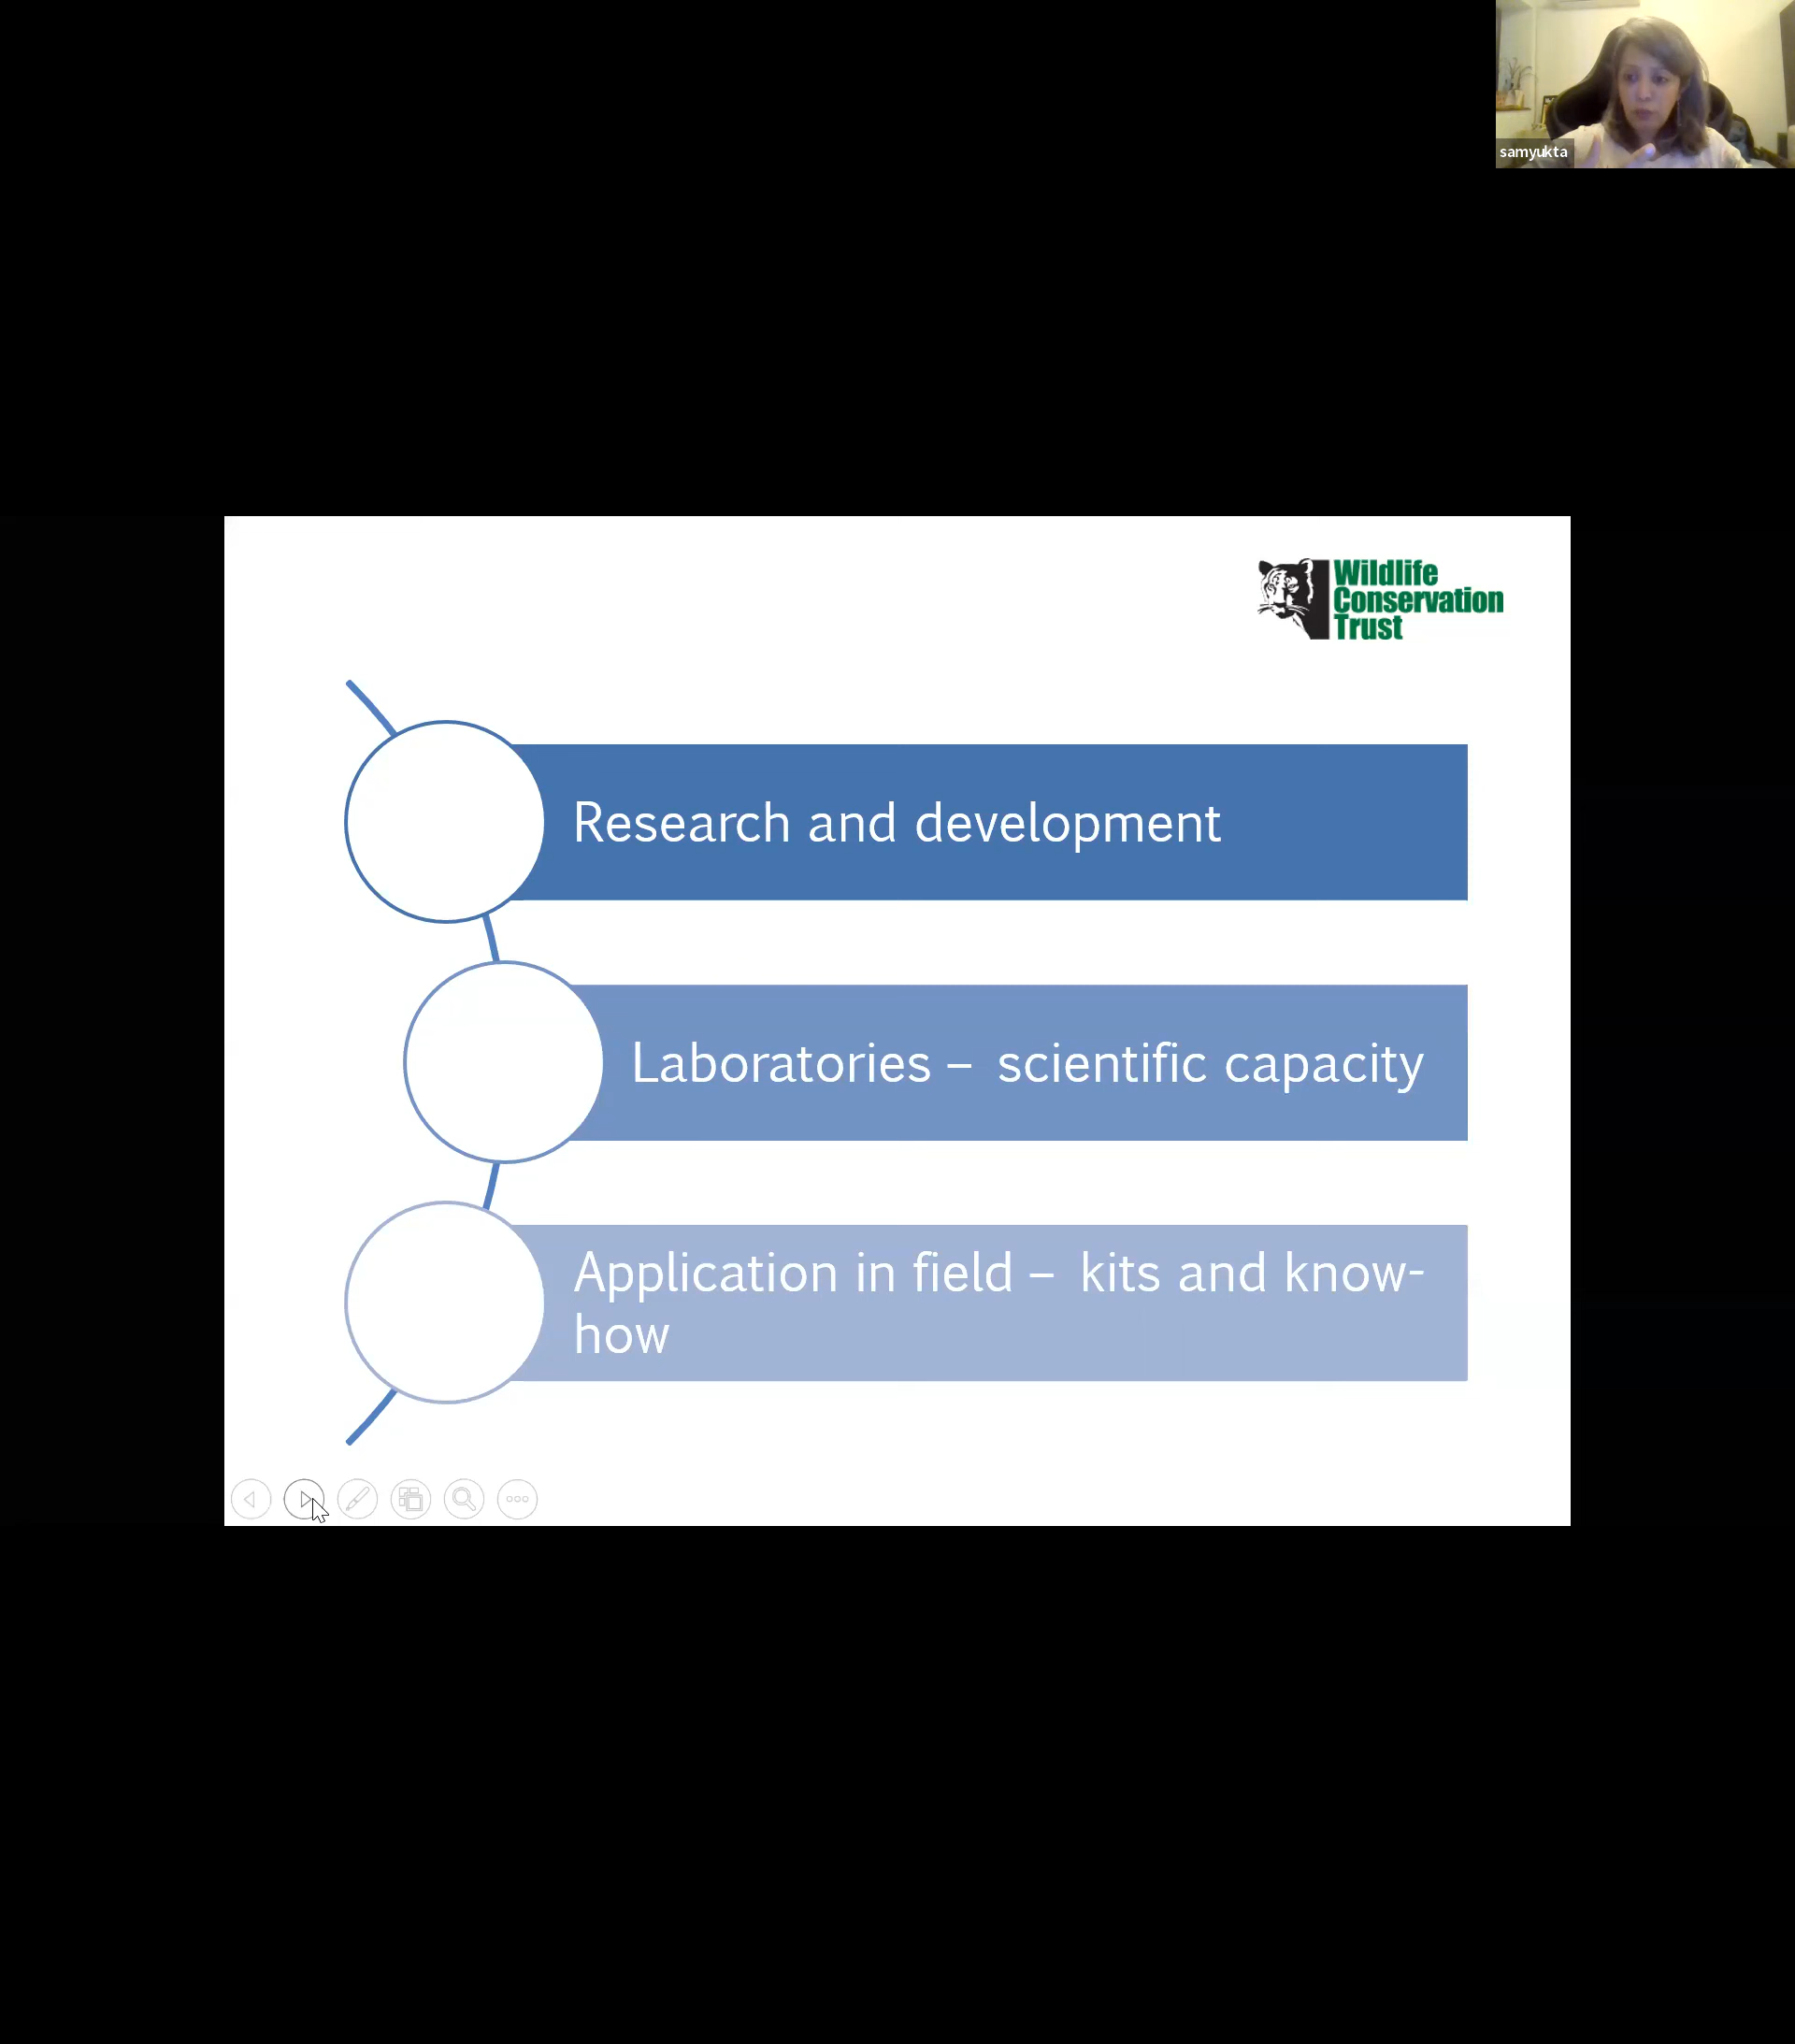 samyukta
Wildlife
Conservation
Trust
Research and development
Laboratories – scientific capacity
Application in field – kits and know-
how